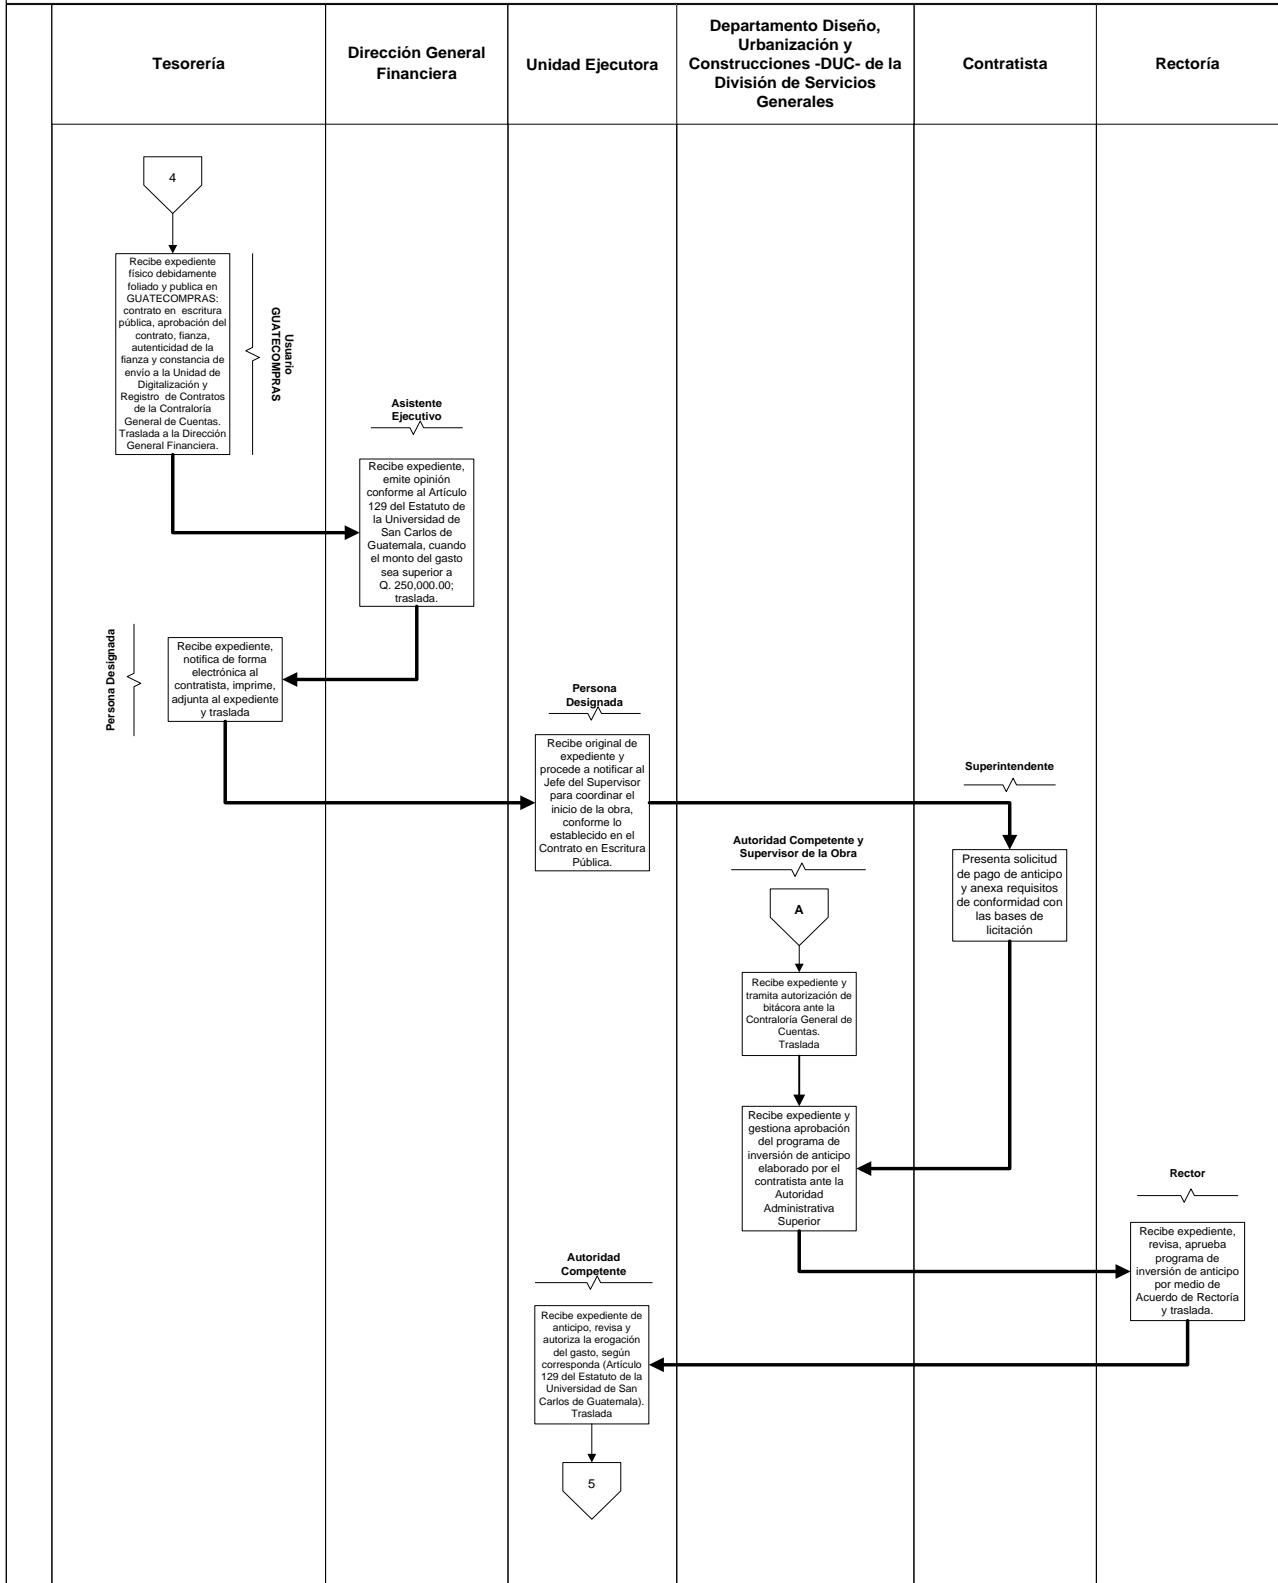 Tesorería
Dirección General
Financiera
Unidad Ejecutora
Departamento Diseño,
Urbanización y
Construcciones -DUC- de la
División de Servicios
Generales
Contratista
Rectoría
4
Recibe expediente
físico debidamente
foliado y publica en
GUATECOMPRAS:
contrato en escritura
pública, aprobación del
contrato, fianza,
autenticidad de la
fianza y constancia de
envío a la Unidad de
Digitalización y
Registro de Contratos
de la Contraloría
General de Cuentas.
Traslada a la Dirección
General Financiera.
Usuario
GUATECOMPRAS
Asistente
Ejecutivo
Recibe expediente,
emite opinión
conforme al Artículo
129 del Estatuto de
la Universidad de
San Carlos de
Guatemala, cuando
el monto del gasto
sea superior a
Q. 250,000.00;
traslada.
Persona Designada
Recibe expediente,
notifica de forma
electrónica al
contratista, imprime,
adjunta al expediente
y traslada
Persona
Designada
Recibe original de
expediente y
procede a notificar al
Jefe del Supervisor
para coordinar el
inicio de la obra,
conforme lo
establecido en el
Contrato en Escritura
Pública.
Superintendente
Presenta solicitud
de pago de anticipo
y anexa requisitos
de conformidad con
las bases de
licitación
Autoridad Competente y
Supervisor de la Obra
A
Recibe expediente y
tramita autorización de
bitácora ante la
Contraloría General de
Cuentas.
Traslada
Recibe expediente y
gestiona aprobación
del programa de
inversión de anticipo
elaborado por el
contratista ante la
Autoridad
Administrativa
Superior
Rector
Recibe expediente,
revisa, aprueba
programa de
inversión de anticipo
por medio de
Acuerdo de Rectoría
y traslada.
Autoridad
Competente
Recibe expediente de
anticipo, revisa y
autoriza la erogación
del gasto, según
corresponda (Artículo
129 del Estatuto de la
Universidad de San
Carlos de Guatemala).
Traslada
5